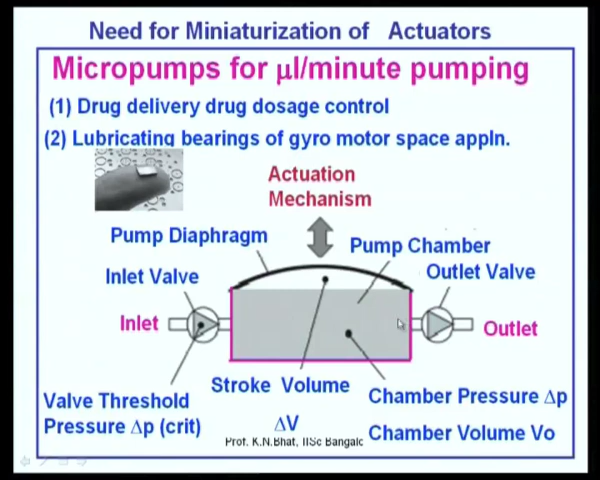 Need for Miniaturization of Actuators
Micropumps for μl/minute pumping
(1) Drug delivery drug dosage control
(2) Lubricating bearings of gyro motor space appln.
Actuation
Mechanism
Pump Diaphragm
Pump Chamber
Inlet Valve
Outlet Valve
Inlet
Outlet
Stroke Volume
ΔV
Valve Threshold
Pressure Δp (crit)
Chamber Pressure Δp
Chamber Volume Vo
Prof. K.N.Bhat, IISc Bangalc